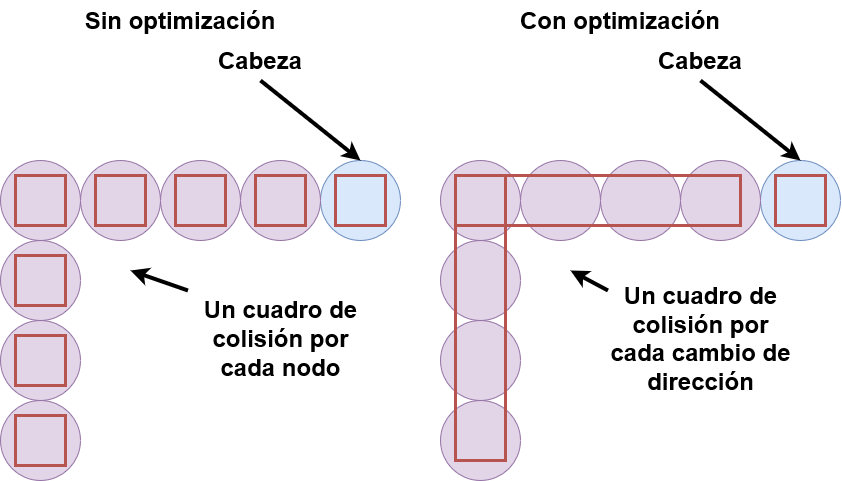 Sin optimización
Cabeza
Un cuadro de
colisión por
cada nodo
Con optimización
Cabeza
Un cuadro de
colisión por
cada cambio de
dirección